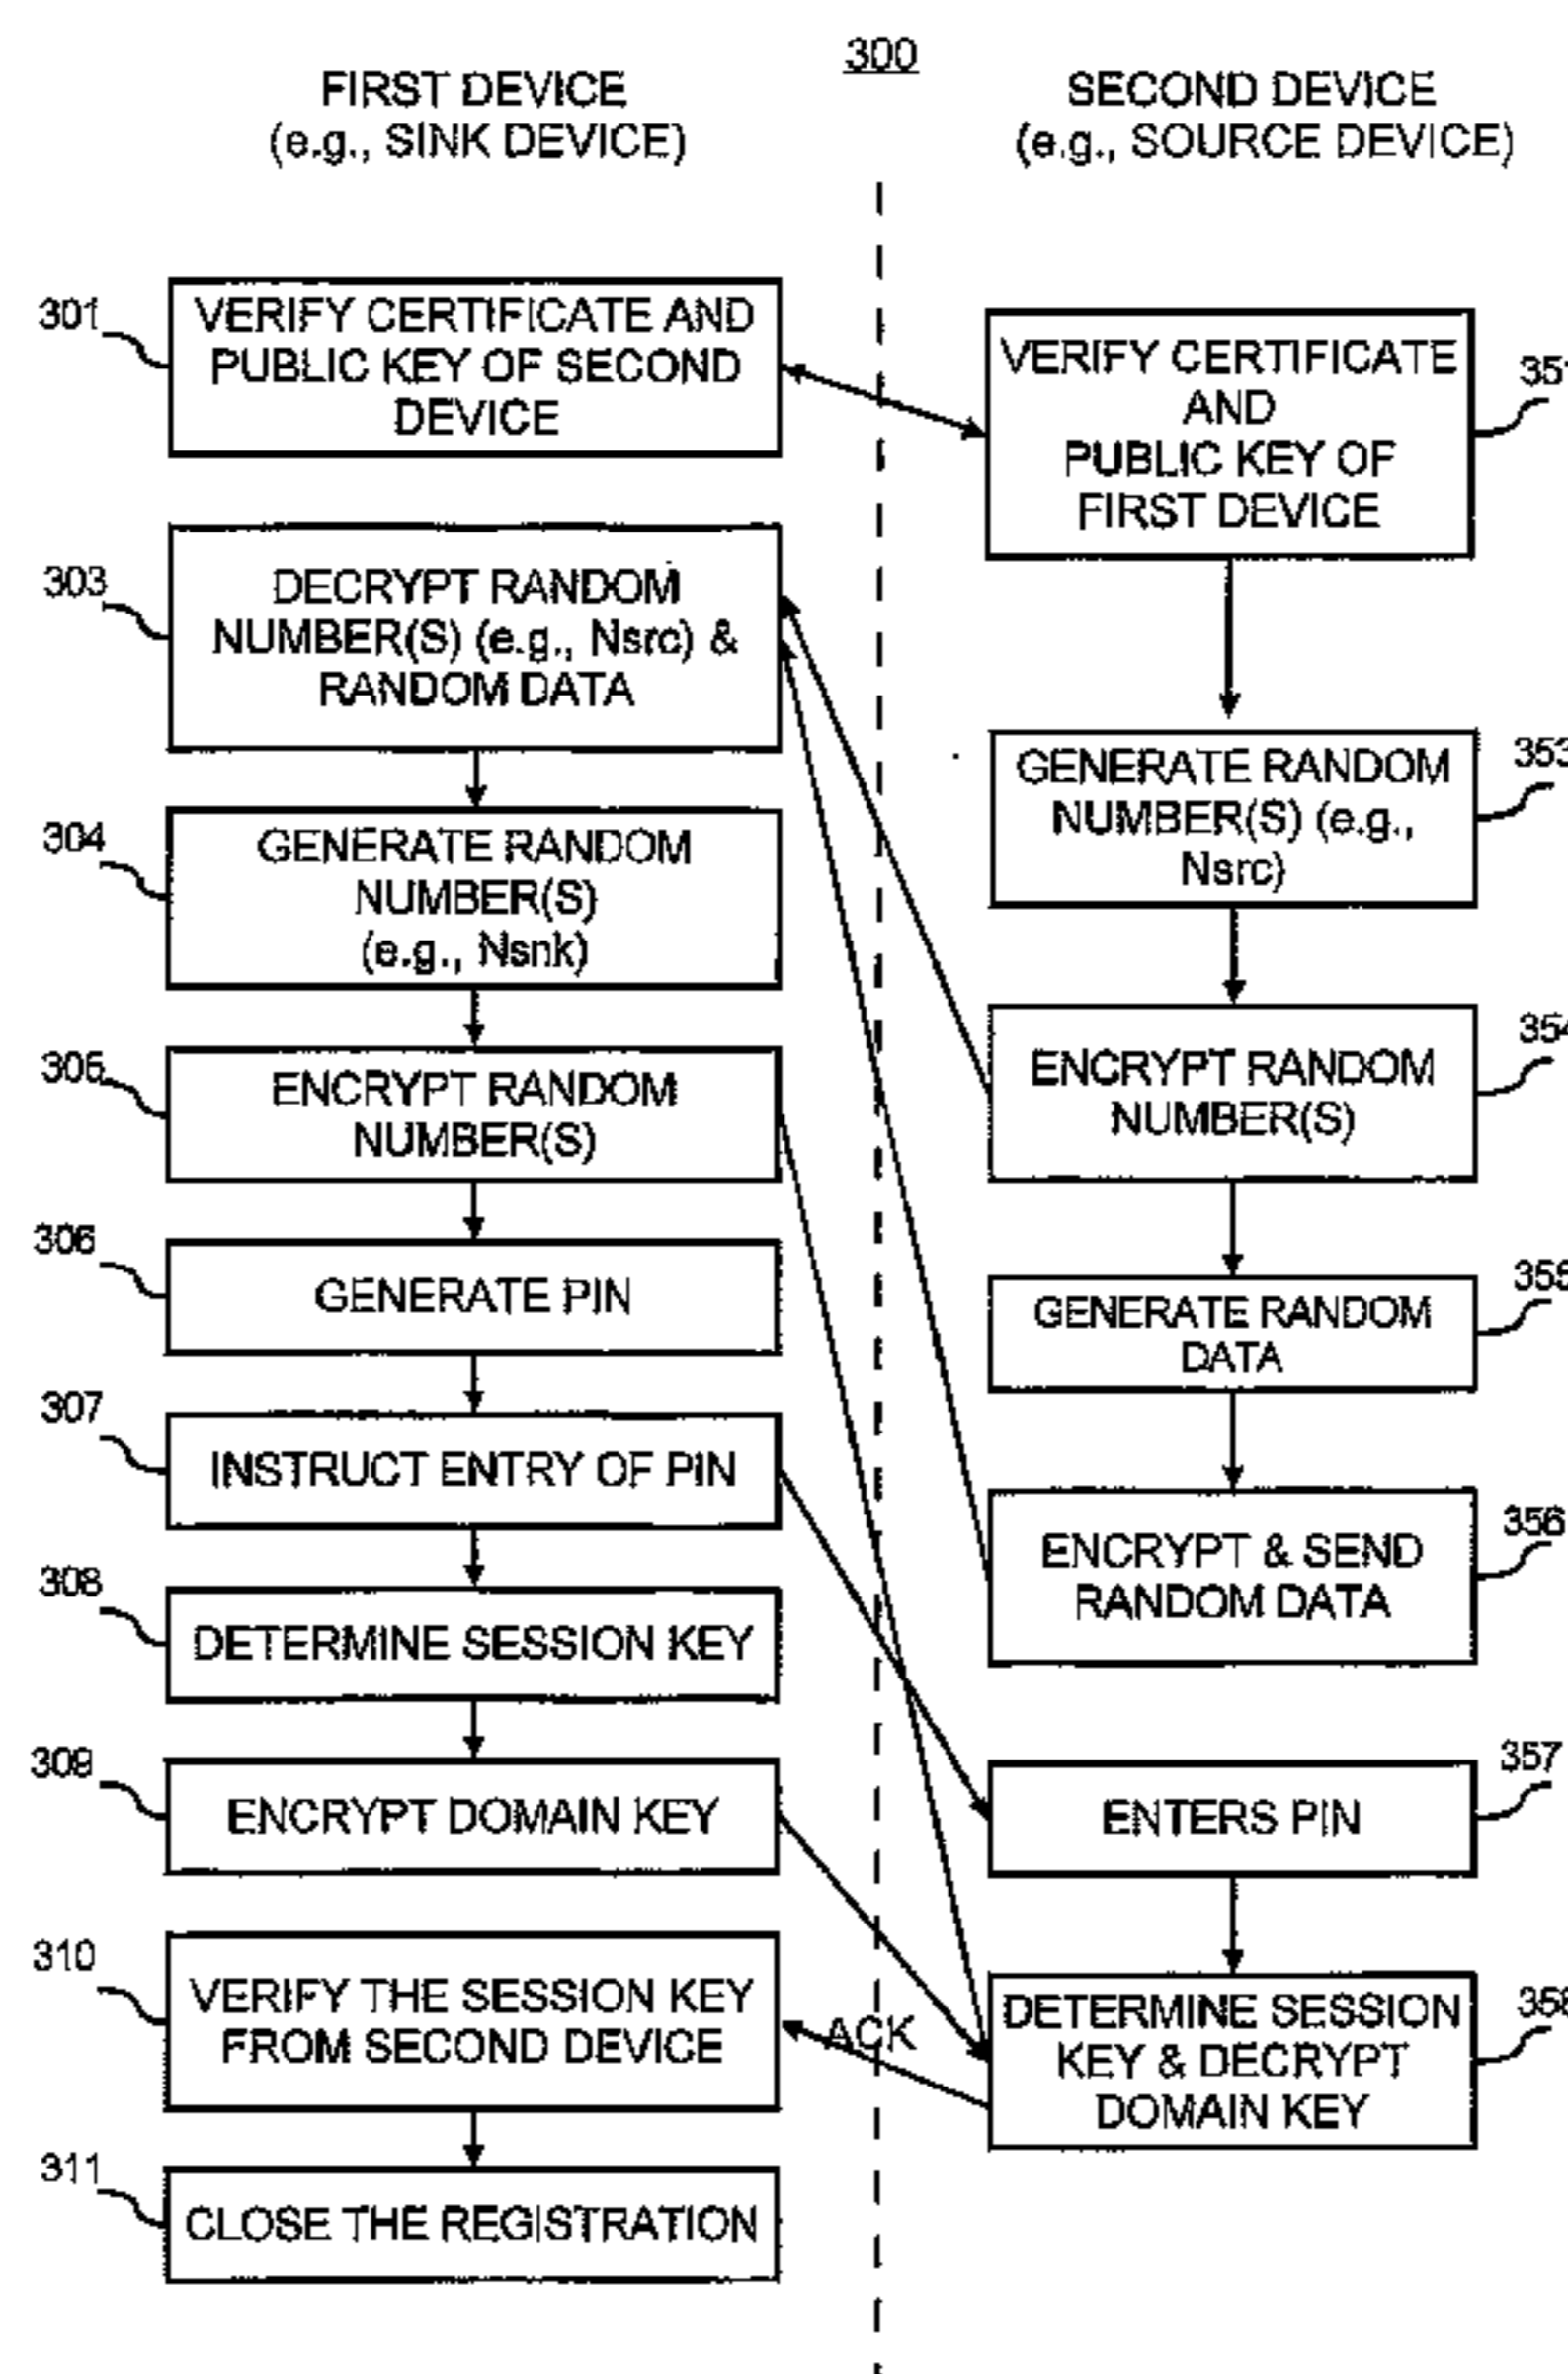 300
FIRST DEVICE
(e.g., SINK DEVICE)
SECOND DEVICE
(e.g., SOURCE DEVICE)
301
VERIFY CERTIFICATE AND
PUBLIC KEY OF SECOND
DEVICE
VERIFY CERTIFICATE
AND
PUBLIC KEY OF
FIRST DEVICE
351
303
DECRYPT RANDOM
NUMBER(S) (e.g., Nsrc) &
RANDOM DATA
GENERATE RANDOM
NUMBER(S) (e.g.,
Nsrc)
353
304
GENERATE RANDOM
NUMBER(S)
(e.g., Nsnk)
ENCRYPT RANDOM
NUMBER(S)
354
305
ENCRYPT RANDOM
NUMBER(S)
306
GENERATE PIN
GENERATE RANDOM
DATA
355
307
INSTRUCT ENTRY OF PIN
ENCRYPT & SEND
RANDOM DATA
356
308
DETERMINE SESSION KEY
309
ENCRYPT DOMAIN KEY
ENTERS PIN
357
310
VERIFY THE SESSION KEY
FROM SECOND DEVICE
ACK
DETERMINE SESSION
KEY & DECRYPT
DOMAIN KEY
358
311
CLOSE THE REGISTRATION